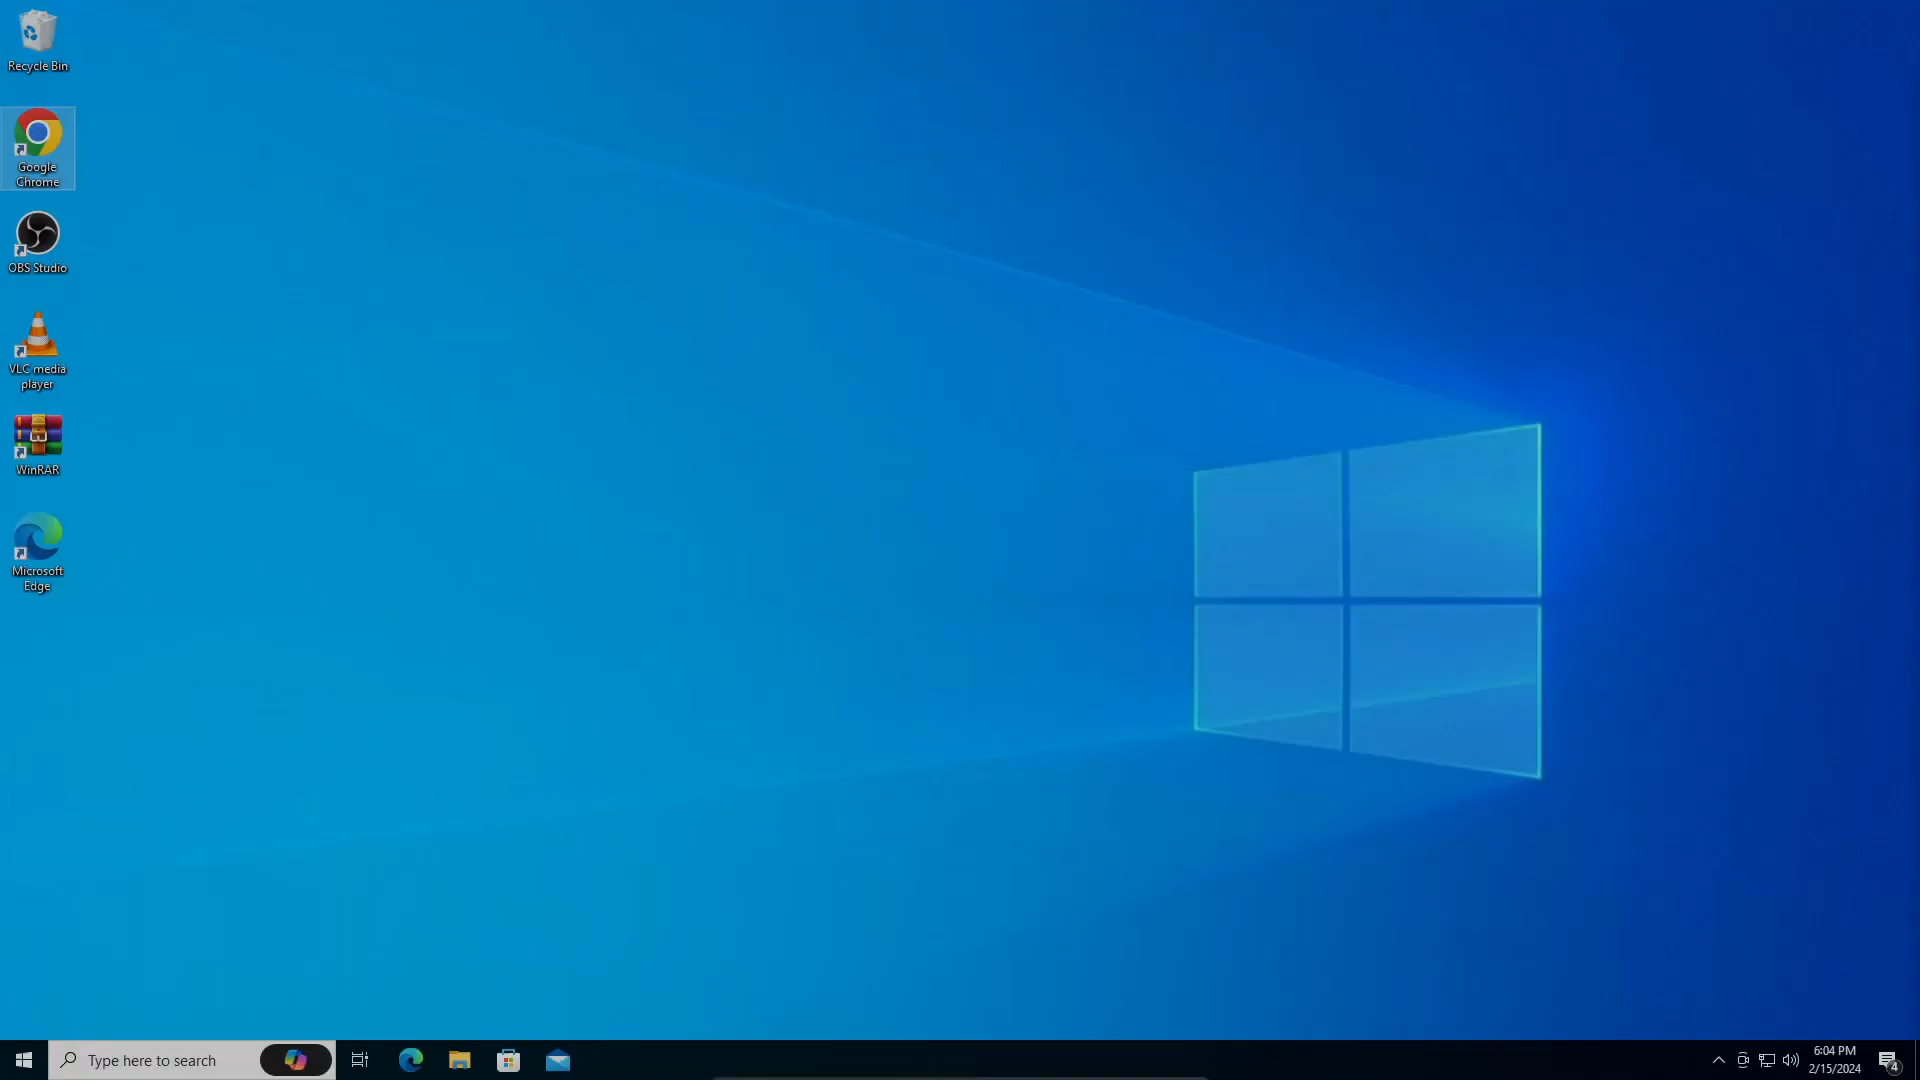 Recycle Bin
Google
Chrome
OBS Studio
VLC media
player
WinRAR
Microsoft
Edge
Type here to search
6:04 PM
2/15/2024
4